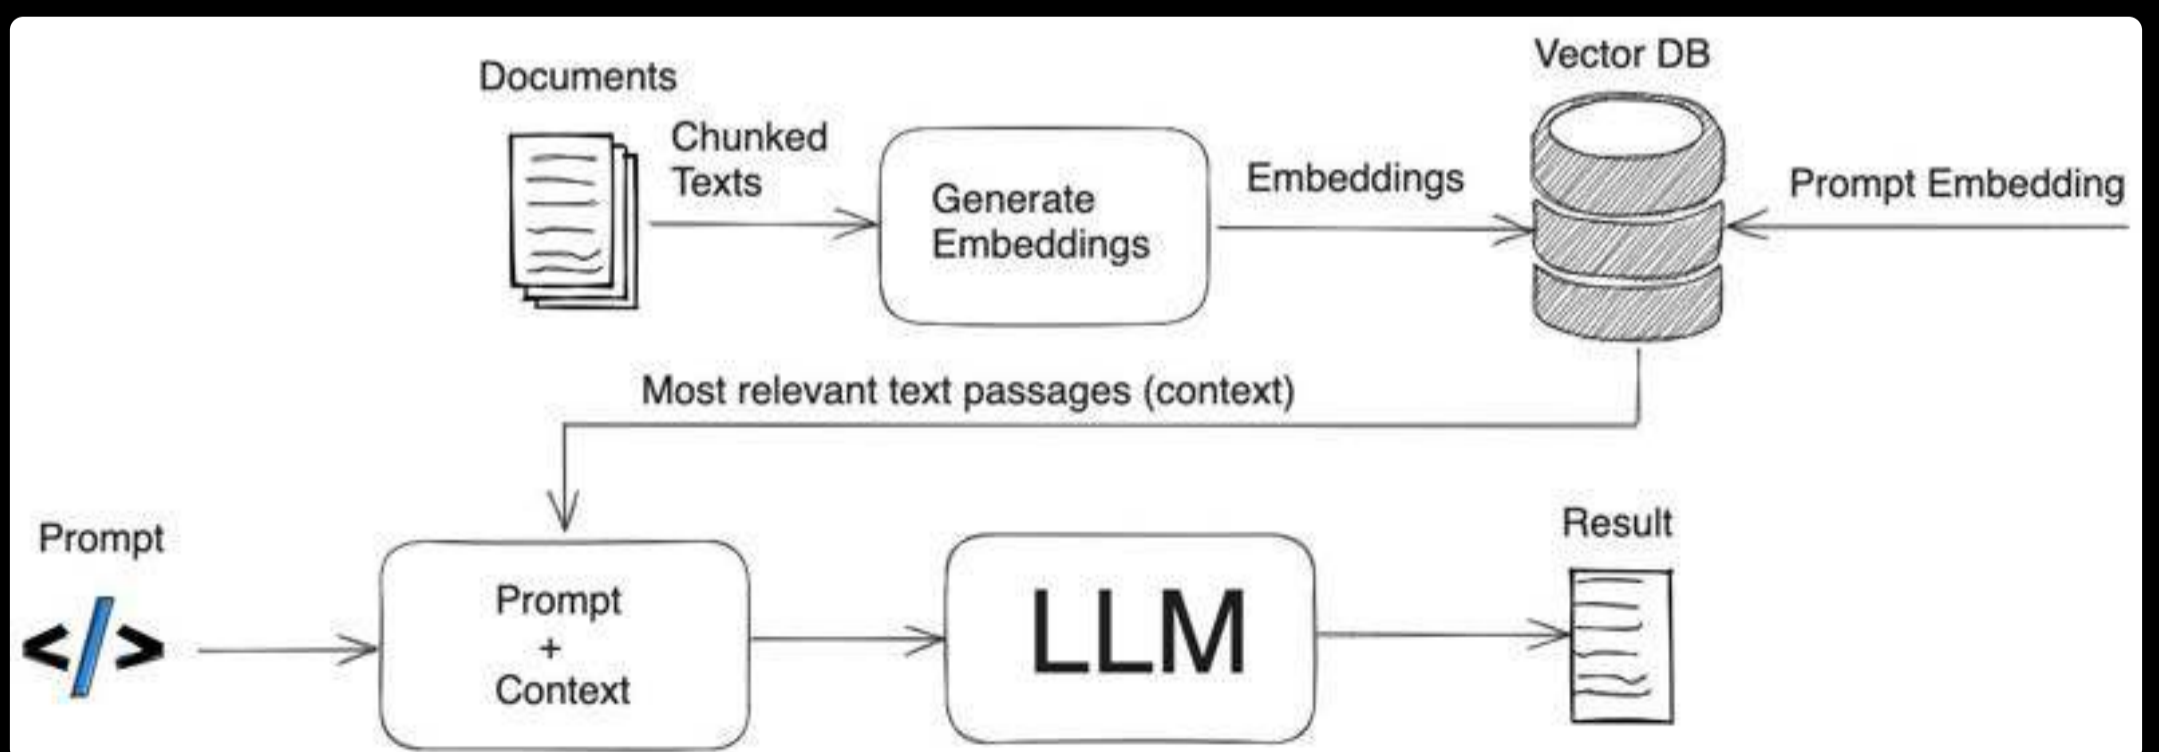 Documents
Chunked
Texts
Generate
Embeddings
Embeddings
Vector DB
Prompt Embedding
Most relevant text passages (context)
Prompt
</>
Prompt
+
Context
LLM
Result